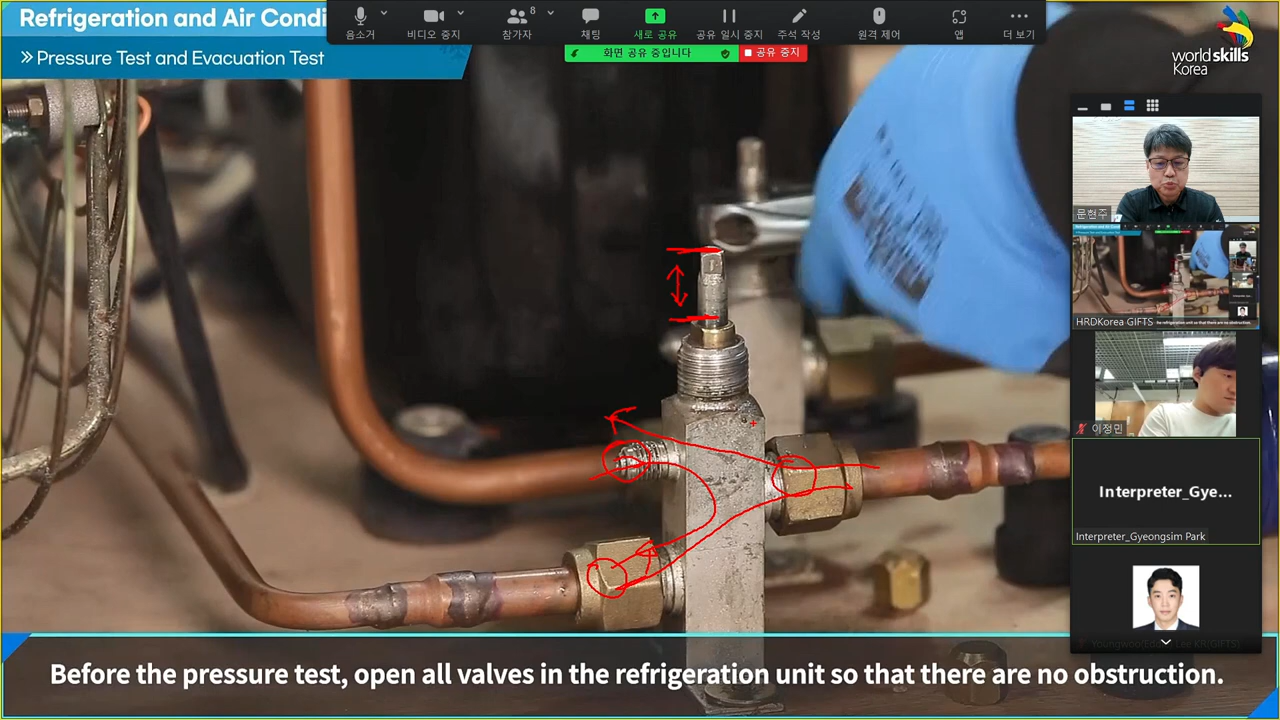 Refrigeration and Air Condi
음소거
비디오 중지
8
참가자
채팅
새로 공유
공유 일시 중지
주석 작성
원격 제어
앱
더 보기
화면 공유 중입니다
공유 중지
Pressure Test and Evacuation Test
worldskills
Korea
문현주
HRDKorea GIFTS
이정민
Interpreter_Gye...
Interpreter_Gyeongsim Park
Before the pressure test, open all valves in the refrigeration unit so that there are no obstruction.